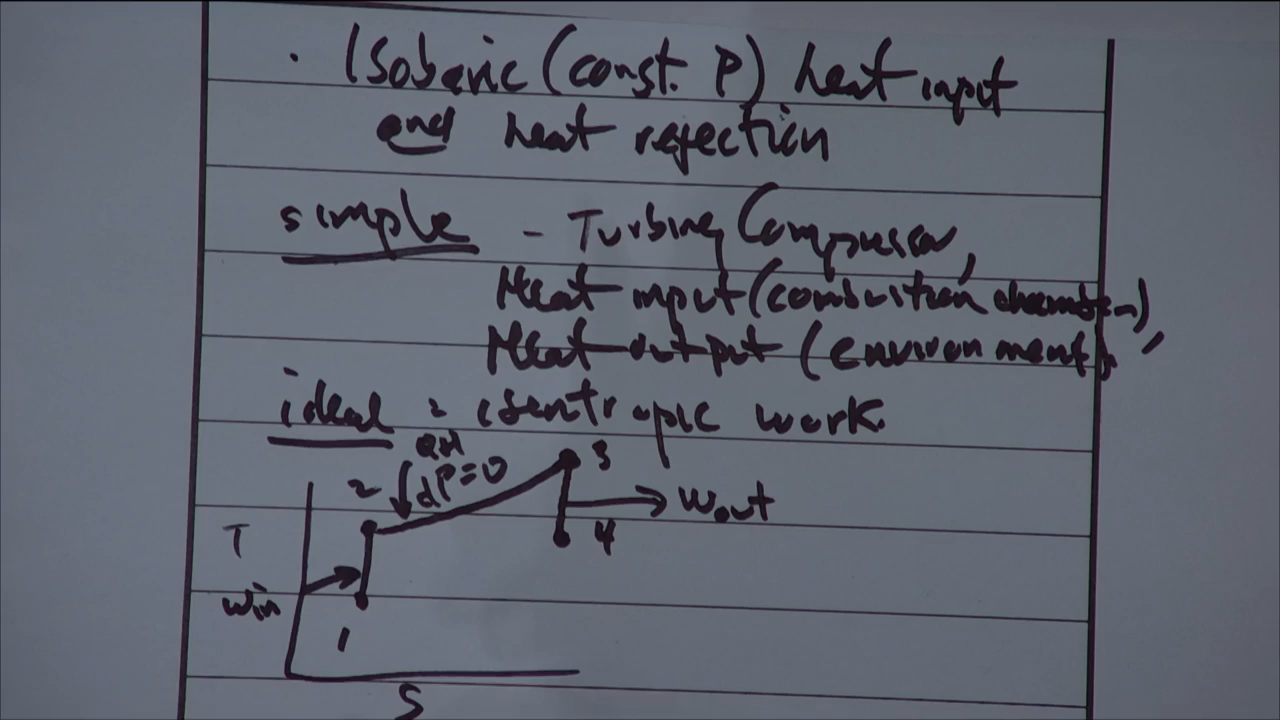 · Isobaric (const. P) heat input
and heat rejection
simple - Turbine, Compressor,
Heat input (combustion chamber),
Heat output (environment),
ideal : isentropic work.
QH
2 dP=0 3
wout
T 4
win
1
S